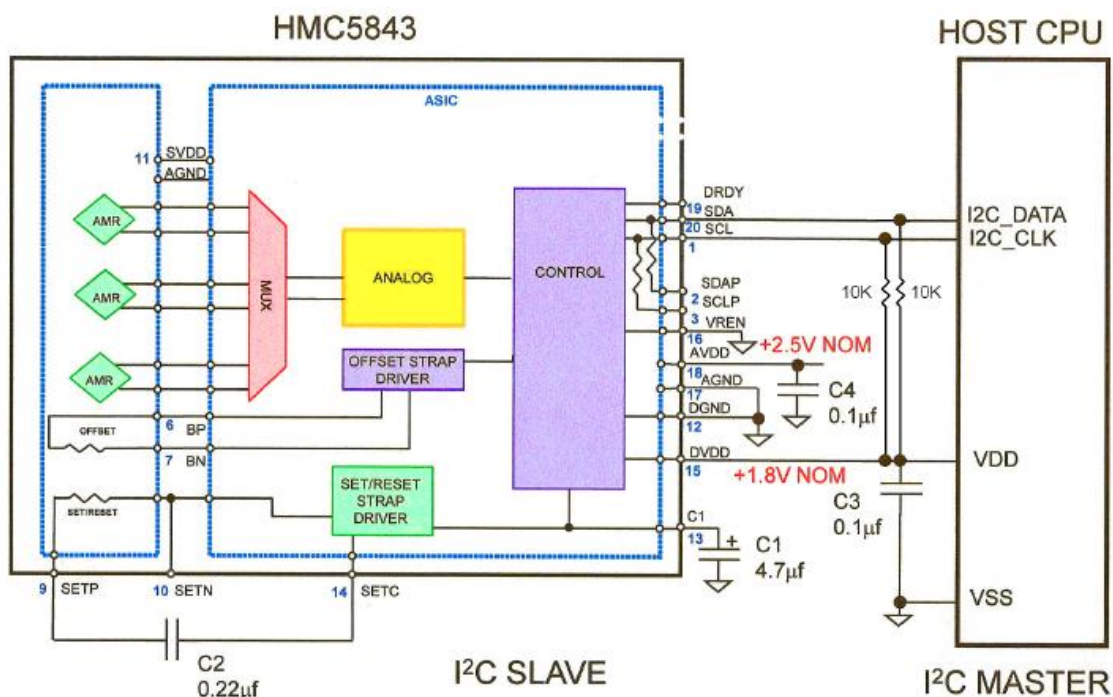 HMC5843
HOST CPU
ASIC
11 SVDD
AGND
AMR
AMR
AMR
MUX
ANALOG
CONTROL
OFFSET STRAP
DRIVER
OFFSET
6 BP
7 BN
SET/RESET
SET/RESET
STRAP
DRIVER
DRDY
19 SDA
20 SCL
1
SDAP
2 SCLP
3 VREN
16
AVDD
18 AGND
17
DGND
12
DVDD
15
C1
13
+2.5V NOM
C4
0.1µf
+1.8V NOM
C3
0.1µf
+
C1
4.7µf
10K
10K
I2C_DATA
I2C_CLK
VDD
VSS
9 SETP
10 SETN
14 SETC
C2
0.22µf
I²C SLAVE
I²C MASTER